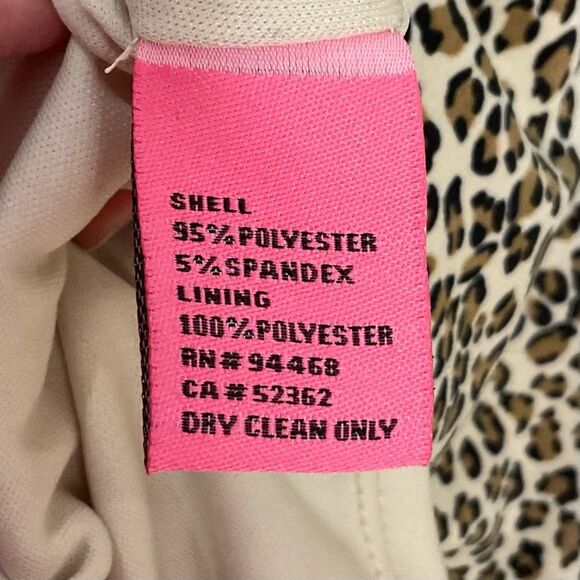 SHELL
95%POLYESTER
5%SPANDEX
LINING
100%POLYESTER
RN#94468
CA#52362
DRY CLEAN ONLY